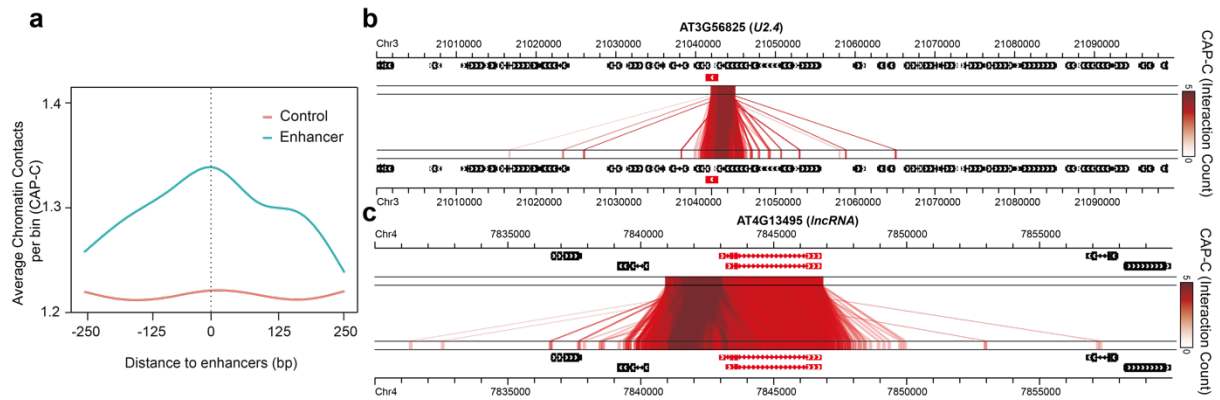 a
Average Chromatin Contacts
per bin (CAP-C)
1.4
1.3
1.2
Control
Enhancer
-250
-125
0
125
250
Distance to enhancers (bp)
b
AT3G56825 (U2.4)
Chr3 21010000 21020000 21030000 21040000 21050000 21060000 21070000 21080000 21090000
Chr3 21010000 21020000 21030000 21040000 21050000 21060000 21070000 21080000 21090000
CAP-C (Interaction Count)
5
0
c
AT4G13495 (lncRNA)
Chr4 7835000 7840000 7845000 7850000 7855000
Chr4 7835000 7840000 7845000 7850000 7855000
CAP-C (Interaction Count)
5
0